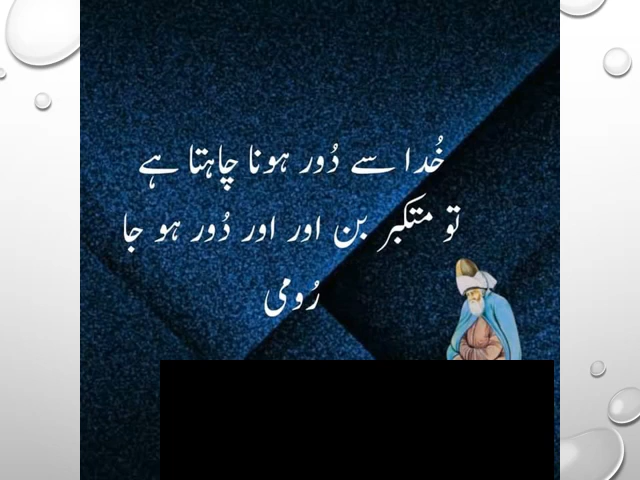 خُدا سے دُور ہونا چاہتا ہے
تو متکبر بن اور اور دُور ہو جا
رُومی